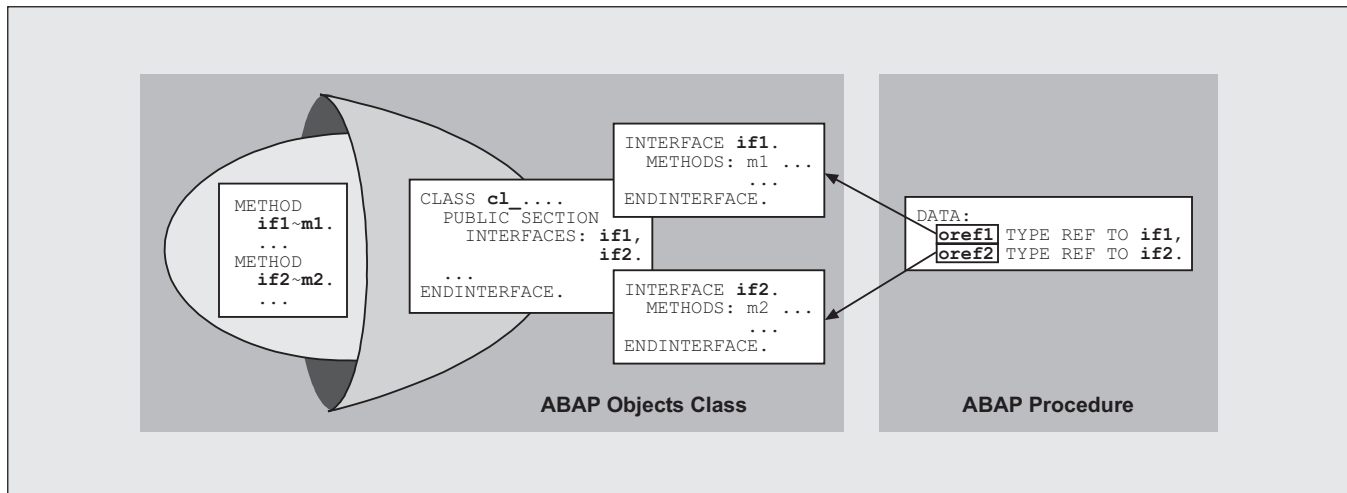 METHOD
if1~m1.
...
METHOD
if2~m2.
...
CLASS cl_....
PUBLIC SECTION
INTERFACES: if1,
if2.
...
ENDINTERFACE.
INTERFACE if1.
METHODS: m1 ...
...
ENDINTERFACE.
INTERFACE if2.
METHODS: m2 ...
...
ENDINTERFACE.
ABAP Objects Class
DATA:
oref1 TYPE REF TO if1,
oref2 TYPE REF TO if2.
ABAP Procedure